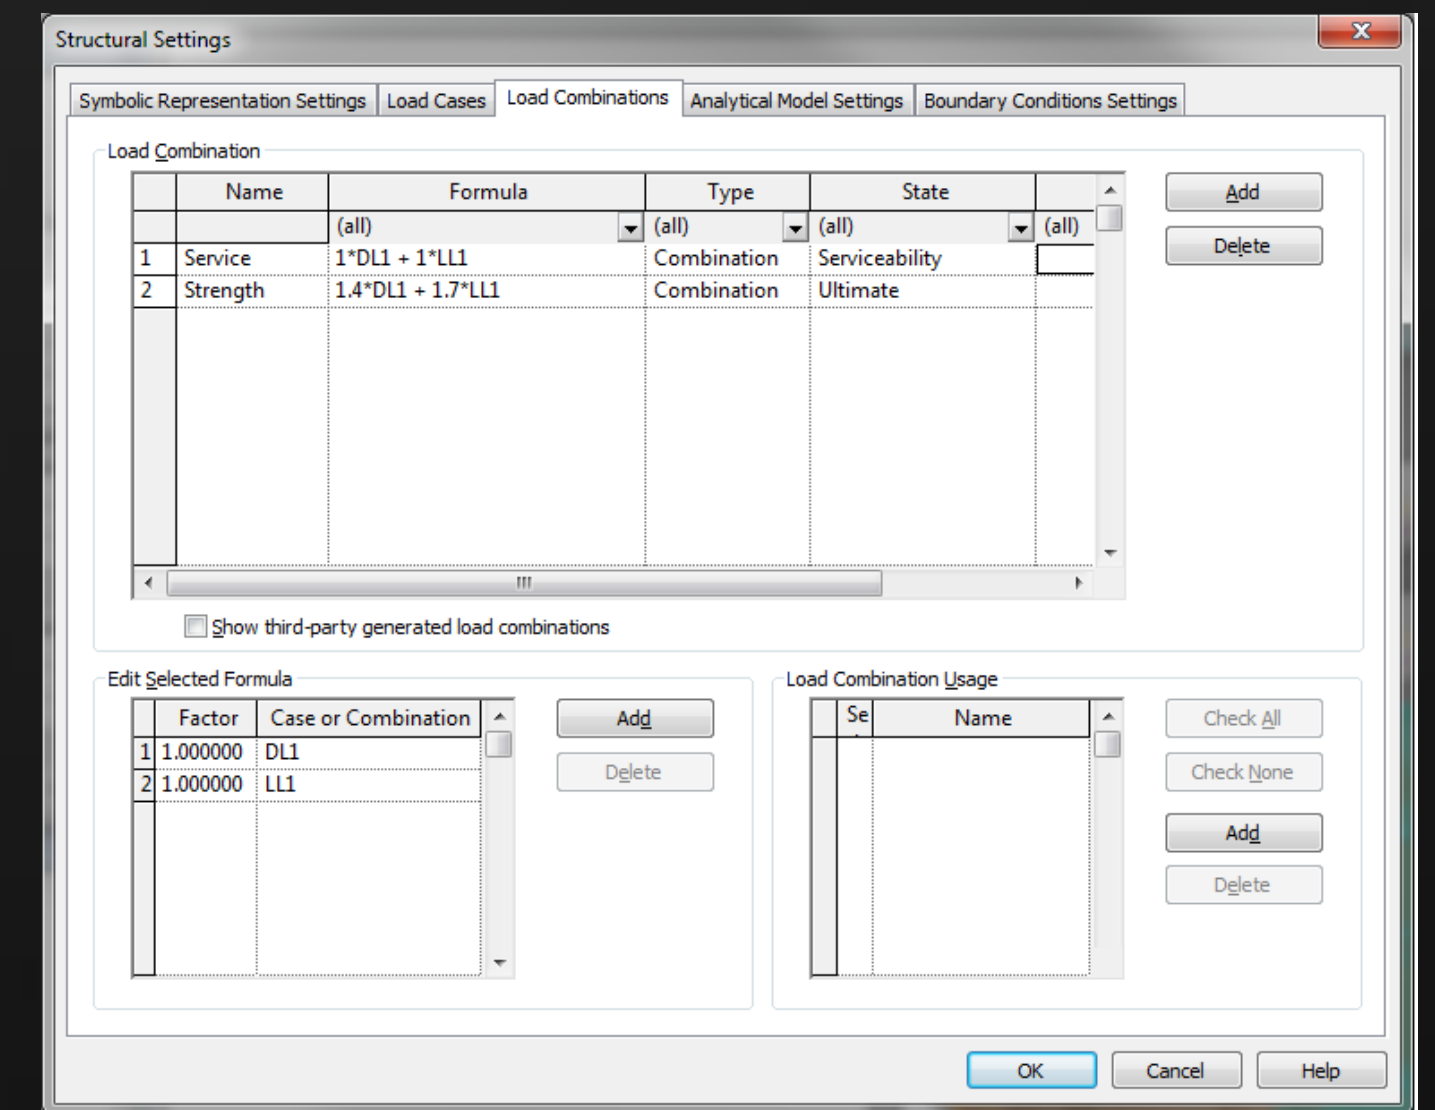 Structural Settings
Symbolic Representation Settings Load Cases Load Combinations Analytical Model Settings Boundary Conditions Settings
Load Combination
Name Formula Type State
(all) (all) (all) (all)
1 Service 1*DL1 + 1*LL1 Combination Serviceability
2 Strength 1.4*DL1 + 1.7*LL1 Combination Ultimate
Add
Delete
Show third-party generated load combinations
Edit Selected Formula
Factor Case or Combination
1 1.000000 DL1
2 1.000000 LL1
Add
Delete
Load Combination Usage
Se Name
Check All
Check None
Add
Delete
OK Cancel Help